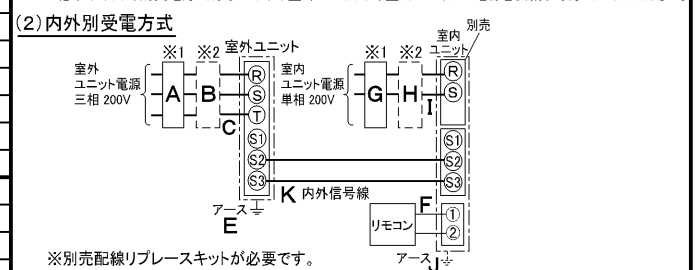 (2)内外別受電方式
※1 ※2 室外ユニット
室外
ユニット電源
三相 200V
A B
C
R
S
T
S1
S2
S3
アース
E
※1 ※2
室内
ユニット
別売
室内
ユニット電源
単相 200V
G H
I
R
S
S1
S2
S3
K 内外信号線
F
リモコン
①
②
アース
J
※別売配線リプレースキットが必要です。